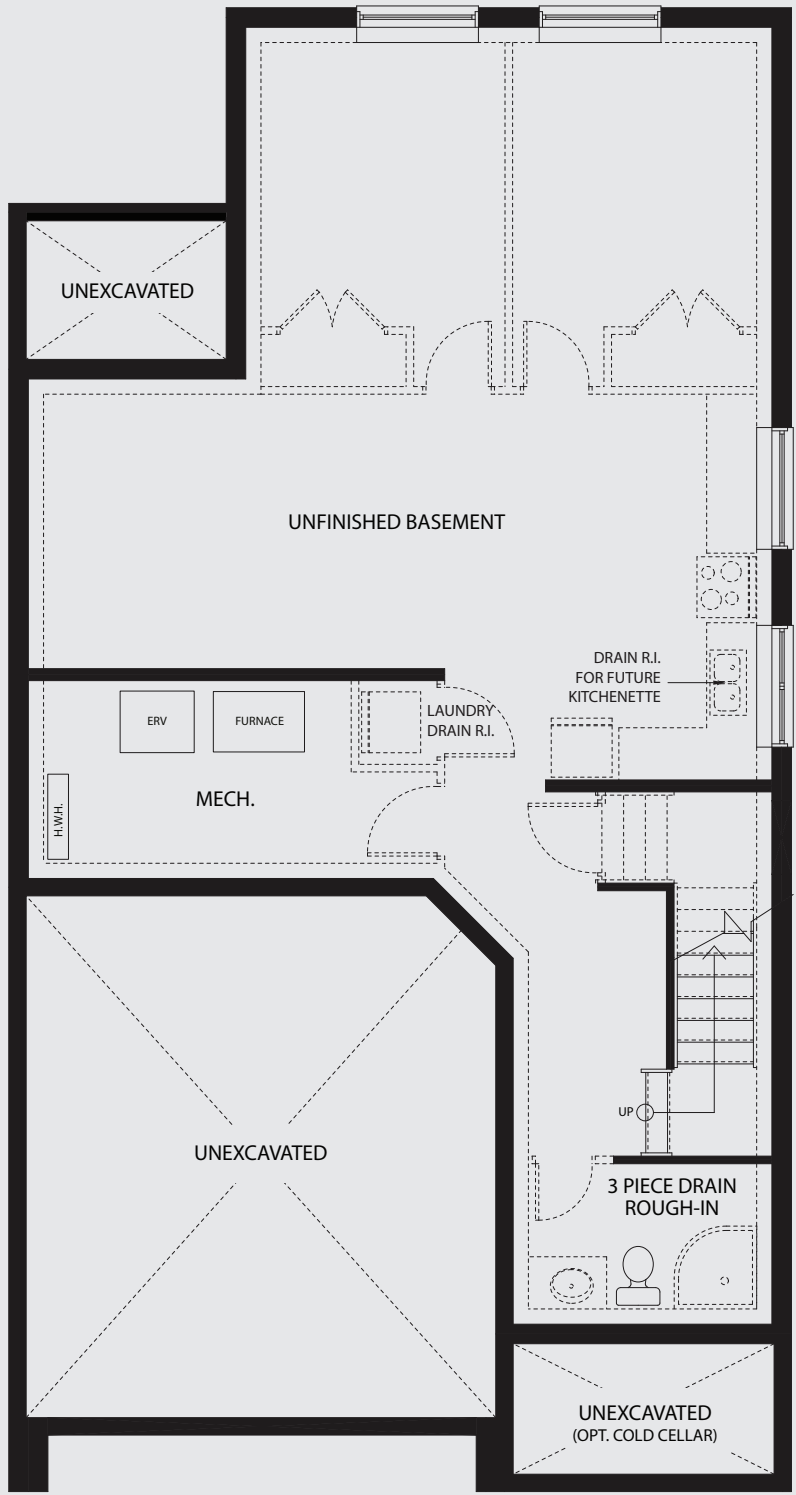 UNEXCAVATED
UNFINISHED BASEMENT
DRAIN R.I.
FOR FUTURE
KITCHENETTE
LAUNDRY
DRAIN R.I.
ERV
FURNACE
MECH.
H.W.H.
UP
UNEXCAVATED
3 PIECE DRAIN
ROUGH-IN
UNEXCAVATED
(OPT. COLD CELLAR)